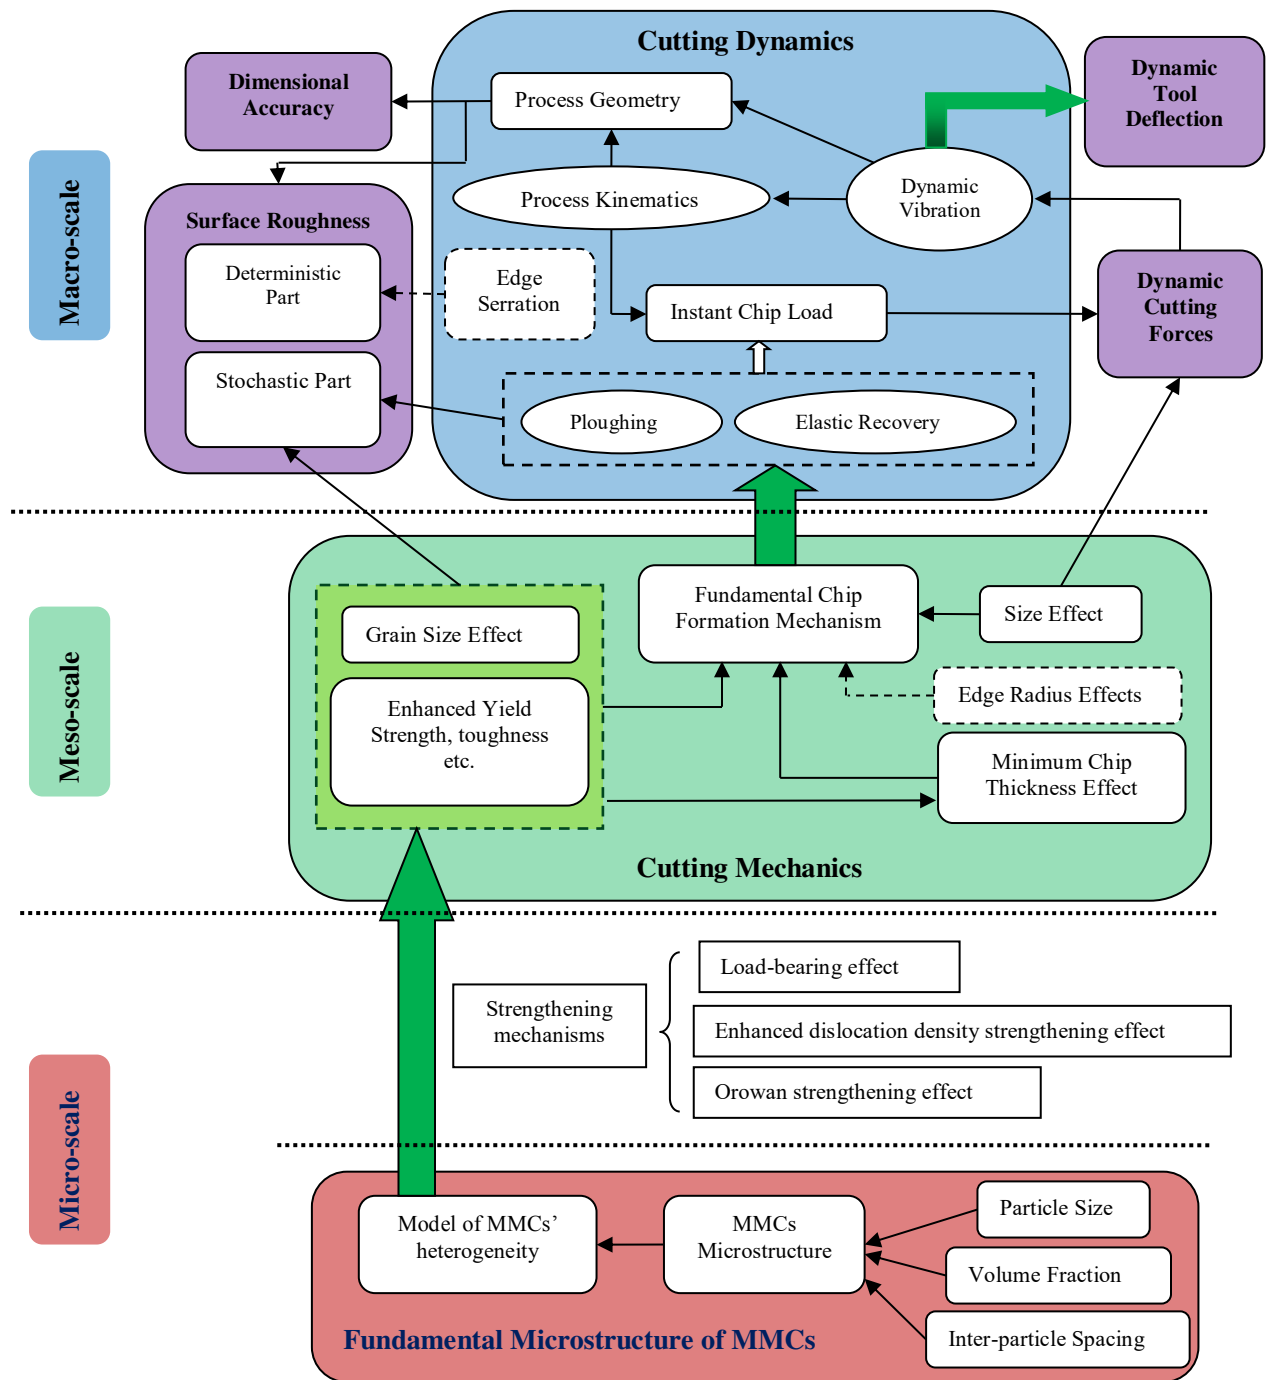 Cutting Dynamics
Dimensional
Accuracy
Process Geometry
Dynamic
Tool
Deflection
Macro-scale
Process Kinematics
Dynamic
Vibration
Surface Roughness
Deterministic
Part
Edge
Serration
Instant Chip Load
Dynamic
Cutting
Forces
Stochastic Part
Ploughing
Elastic Recovery
Meso-scale
Grain Size Effect
Fundamental Chip
Formation Mechanism
Size Effect
Enhanced Yield
Strength, toughness
etc.
Edge Radius Effects
Minimum Chip
Thickness Effect
Cutting Mechanics
Micro-scale
Strengthening
mechanisms
Load-bearing effect
Enhanced dislocation density strengthening effect
Orowan strengthening effect
Model of MMCs’
heterogeneity
MMCs
Microstructure
Particle Size
Volume Fraction
Inter-particle Spacing
Fundamental Microstructure of MMCs